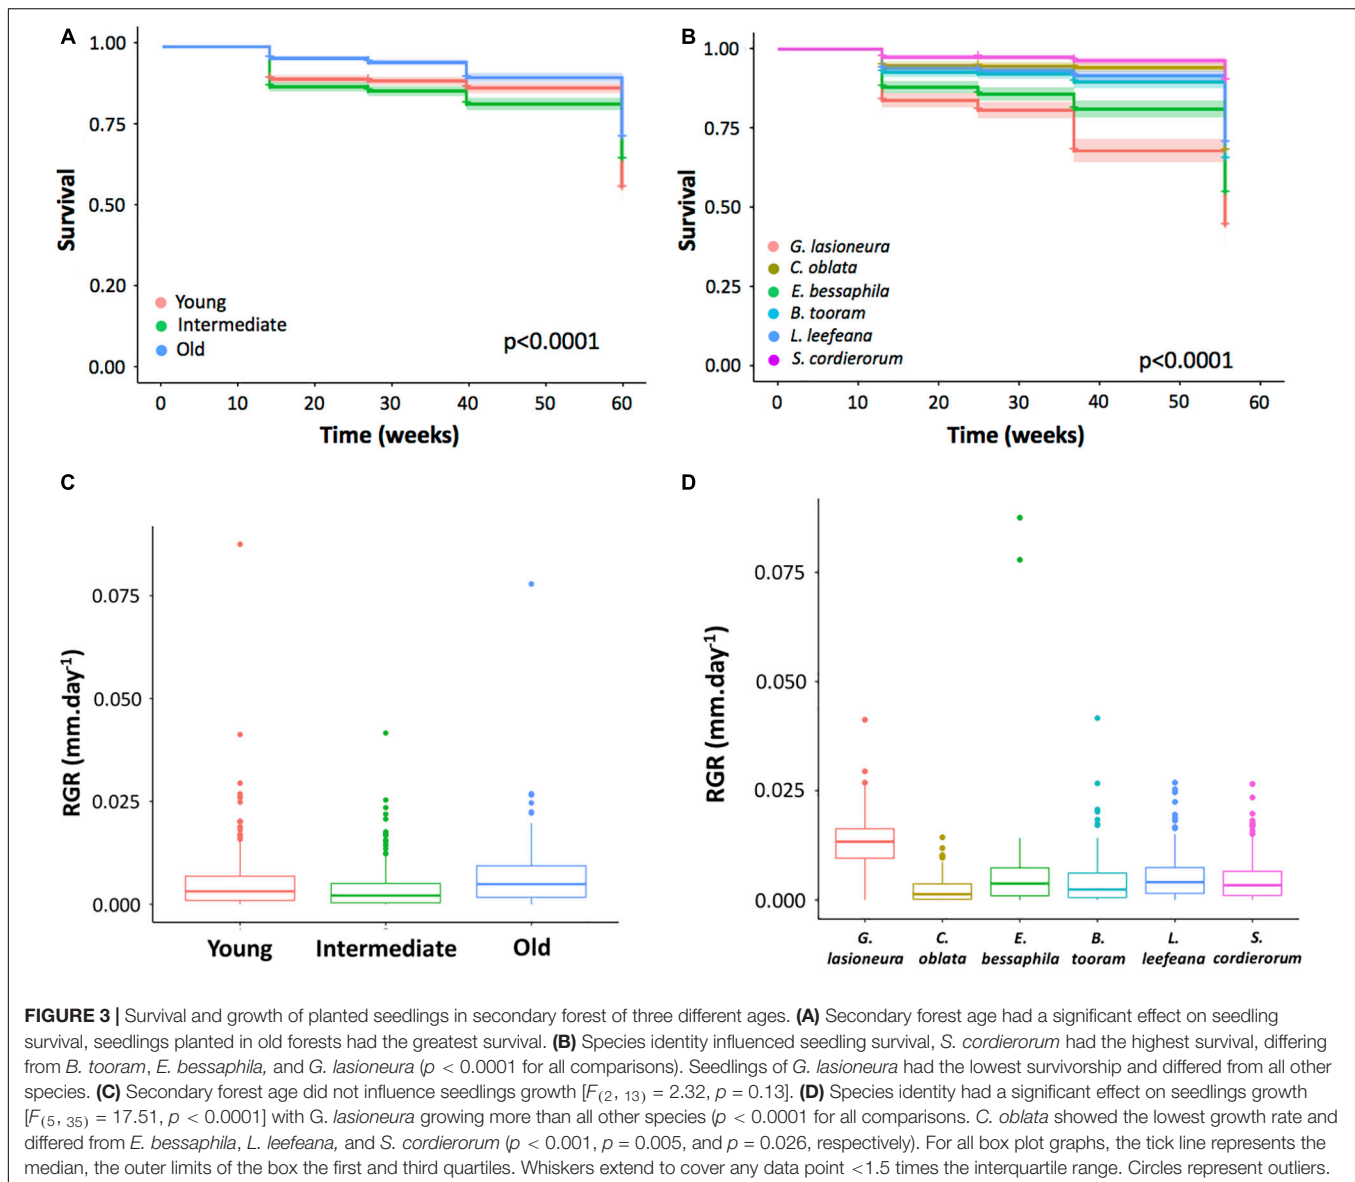 A
1.00
0.75
0.50
0.20
0.00
Survival
Young
Intermediate
Old
p<0.0001
0 10 20 30 40 50 60
Time (weeks)
B
1.00
0.75
0.50
0.25
0.00
Survival
G. lasioneura
C. oblata
E. bessaphila
B. tooram
L. leefeana
S. cordierorum
p<0.0001
0 10 20 30 40 50 60
Time (weeks)
C
0.075
0.050
0.025
0.000
RGR (mm.day⁻¹)
Young Intermediate Old
D
0.075
0.050
0.025
0.000
RGR (mm.day⁻¹)
G. C. E. B. L. S.
lasioneura oblata bessaphila tooram leefeana cordierorum
FIGURE 3 | Survival and growth of planted seedlings in secondary forest of three different ages. (A) Secondary forest age had a significant effect on seedling
survival, seedlings planted in old forests had the greatest survival. (B) Species identity influenced seedling survival, S. cordierorum had the highest survival, differing
from B. tooram, E. bessaphila, and G. lasioneura (p < 0.0001 for all comparisons). Seedlings of G. lasioneura had the lowest survivorship and differed from all other
species. (C) Secondary forest age did not influence seedlings growth [F(2, 13) = 2.32, p = 0.13]. (D) Species identity had a significant effect on seedlings growth
[F(5, 35) = 17.51, p < 0.0001] with G. lasioneura growing more than all other species (p < 0.0001 for all comparisons. C. oblata showed the lowest growth rate and
differed from E. bessaphila, L. leefeana, and S. cordierorum (p < 0.001, p = 0.005, and p = 0.026, respectively). For all box plot graphs, the tick line represents the
median, the outer limits of the box the first and third quartiles. Whiskers extend to cover any data point <1.5 times the interquartile range. Circles represent outliers.